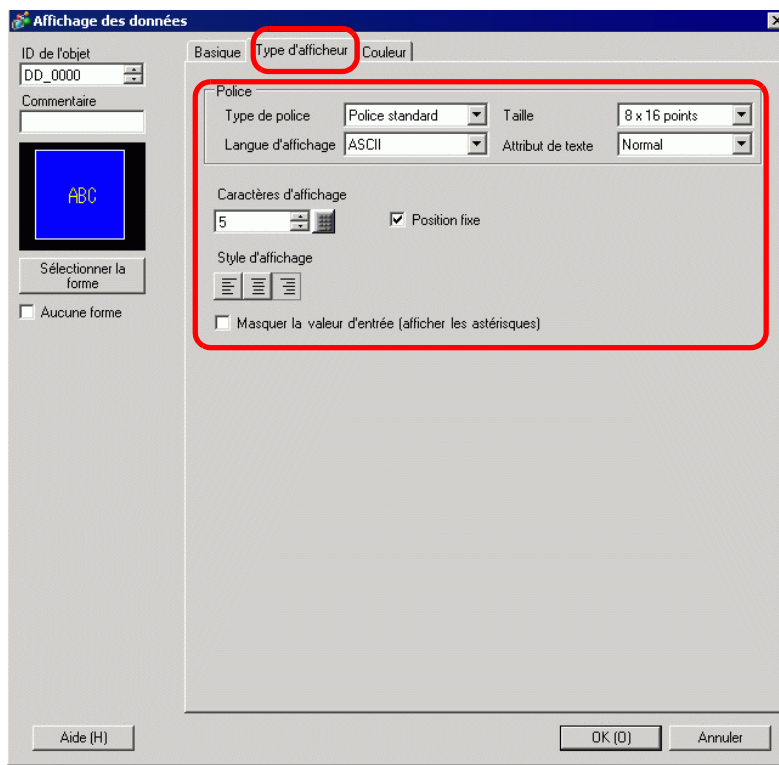 Affichage des données
ID de l'objet
DD_0000
Commentaire
ABC
Sélectionner la
forme
Aucune forme
Basique Type d'afficheur Couleur
Police
Type de police Police standard Taille 8 x 16 points
Langue d'affichage ASCII Attribut de texte Normal
Caractères d'affichage
5 Position fixe
Style d'affichage
Masquer la valeur d'entrée (afficher les astérisques)
Aide (H) OK (O) Annuler